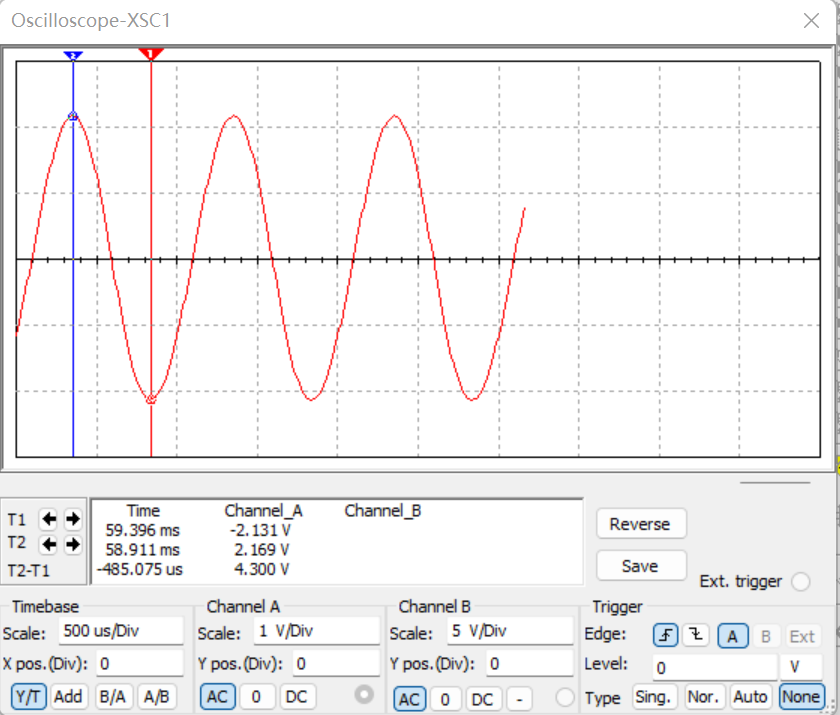 Oscilloscope-XSC1
2 1
Time Channel_A Channel_B
T1 59.396 ms -2.131 V
T2 58.911 ms 2.169 V
T2-T1 -485.075 us 4.300 V
Reverse
Save
Ext. trigger
Timebase Channel A Channel B Trigger
Scale: 500 us/Div Scale: 1 V/Div Scale: 5 V/Div Edge: A B Ext
X pos.(Div): 0 Y pos.(Div): 0 Y pos.(Div): 0 Level: 0 V
Y/T Add B/A A/B AC 0 DC AC 0 DC - Type Sing. Nor. Auto None